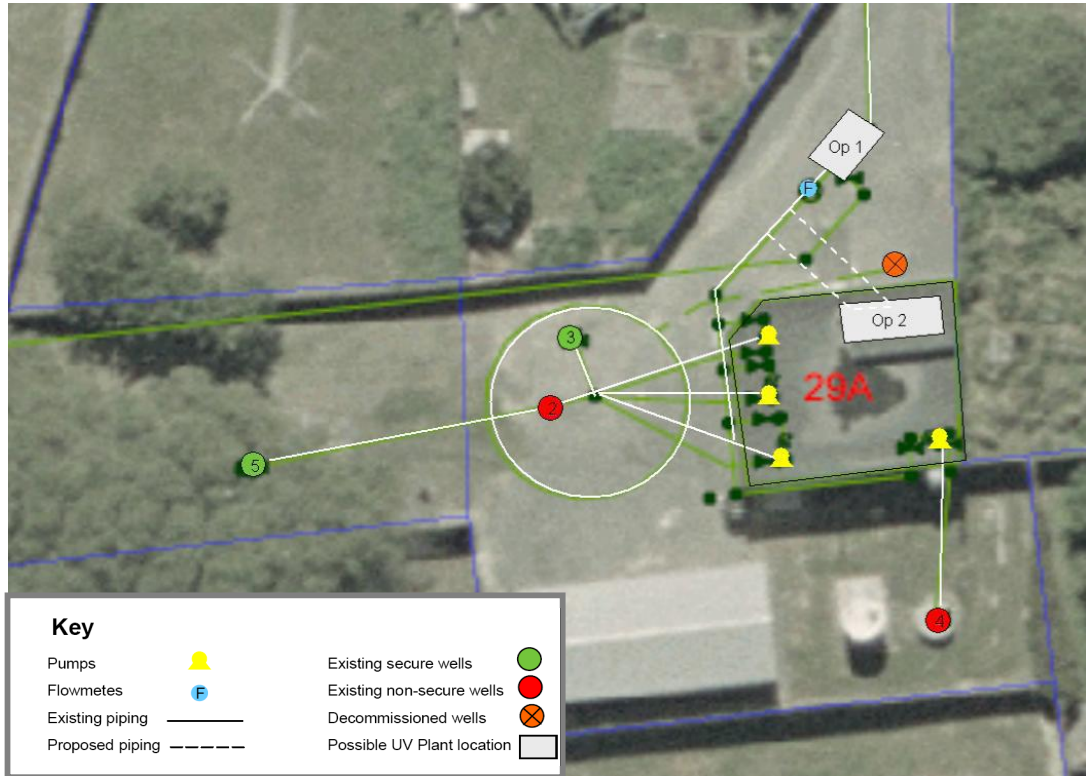 Op 1
F
Op 2
3
29A
2
5
4
Key
Pumps
Flowmetes
F
Existing piping
Proposed piping
Existing secure wells
Existing non-secure wells
Decommissioned wells
Possible UV Plant location